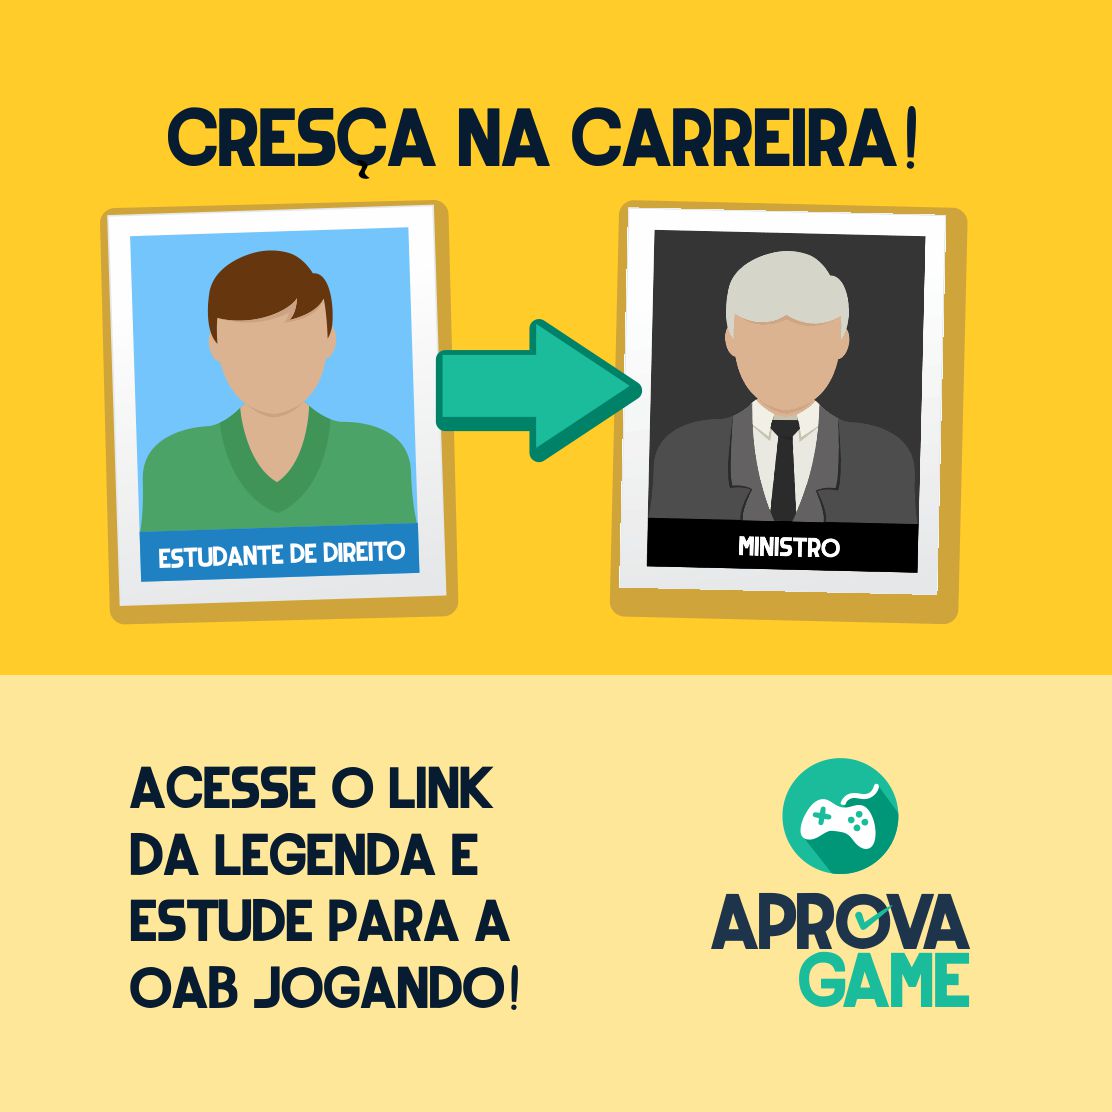 CRESÇA NA CARREIRA!
ESTUDANTE DE DIREITO
MINISTRO
ACESSE O LINK
DA LEGENDA E
ESTUDE PARA A
OAB JOGANDO!
APROVA
GAME